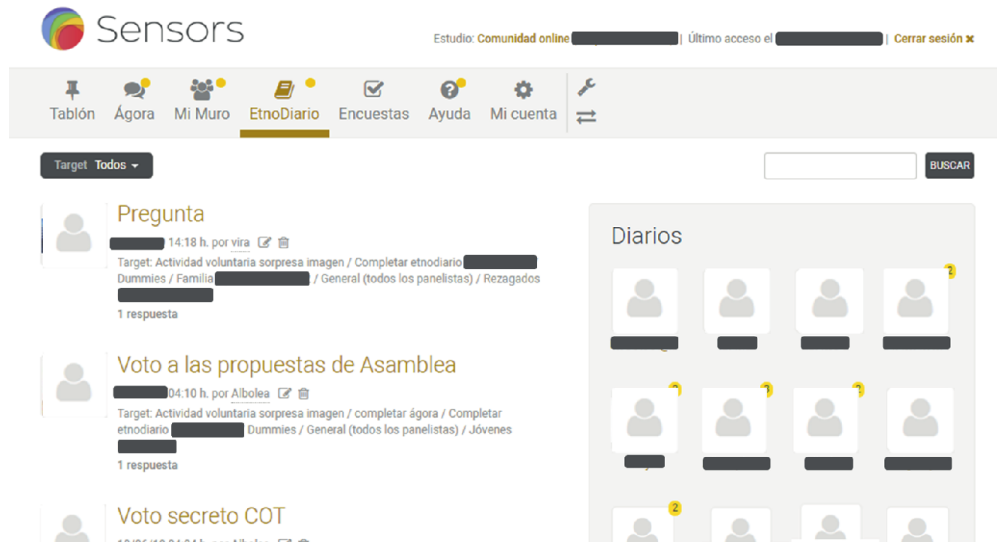 Sensors
Estudio: Comunidad online | Último acceso el | Cerrar sesión ✖
Tablón Ágora Mi Muro EtnoDiario Encuestas Ayuda Mi cuenta
Target Todos
BUSCAR
Pregunta
14:18 h. por vira
Target: Actividad voluntaria sorpresa imagen / Completar etnodiario
Dummies / Familia / General (todos los panelistas) / Rezagados
1 respuesta
Voto a las propuestas de Asamblea
04:10 h. por Albolea
Target: Actividad voluntaria sorpresa imagen / completar ágora / Completar
etnodiario Dummies / General (todos los panelistas) / Jóvenes
1 respuesta
Voto secreto COT
Diarios
2
2
2